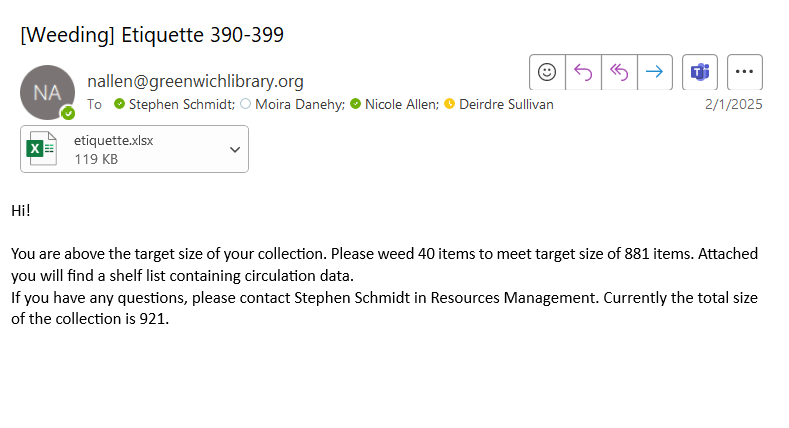 [Weeding] Etiquette 390-399
NA
nallen@greenwichlibrary.org
To Stephen Schmidt; Moira Danehy; Nicole Allen; Deirdre Sullivan
2/1/2025
etiquette.xlsx
119 KB
Hi!
You are above the target size of your collection. Please weed 40 items to meet target size of 881 items. Attached
you will find a shelf list containing circulation data.
If you have any questions, please contact Stephen Schmidt in Resources Management. Currently the total size
of the collection is 921.